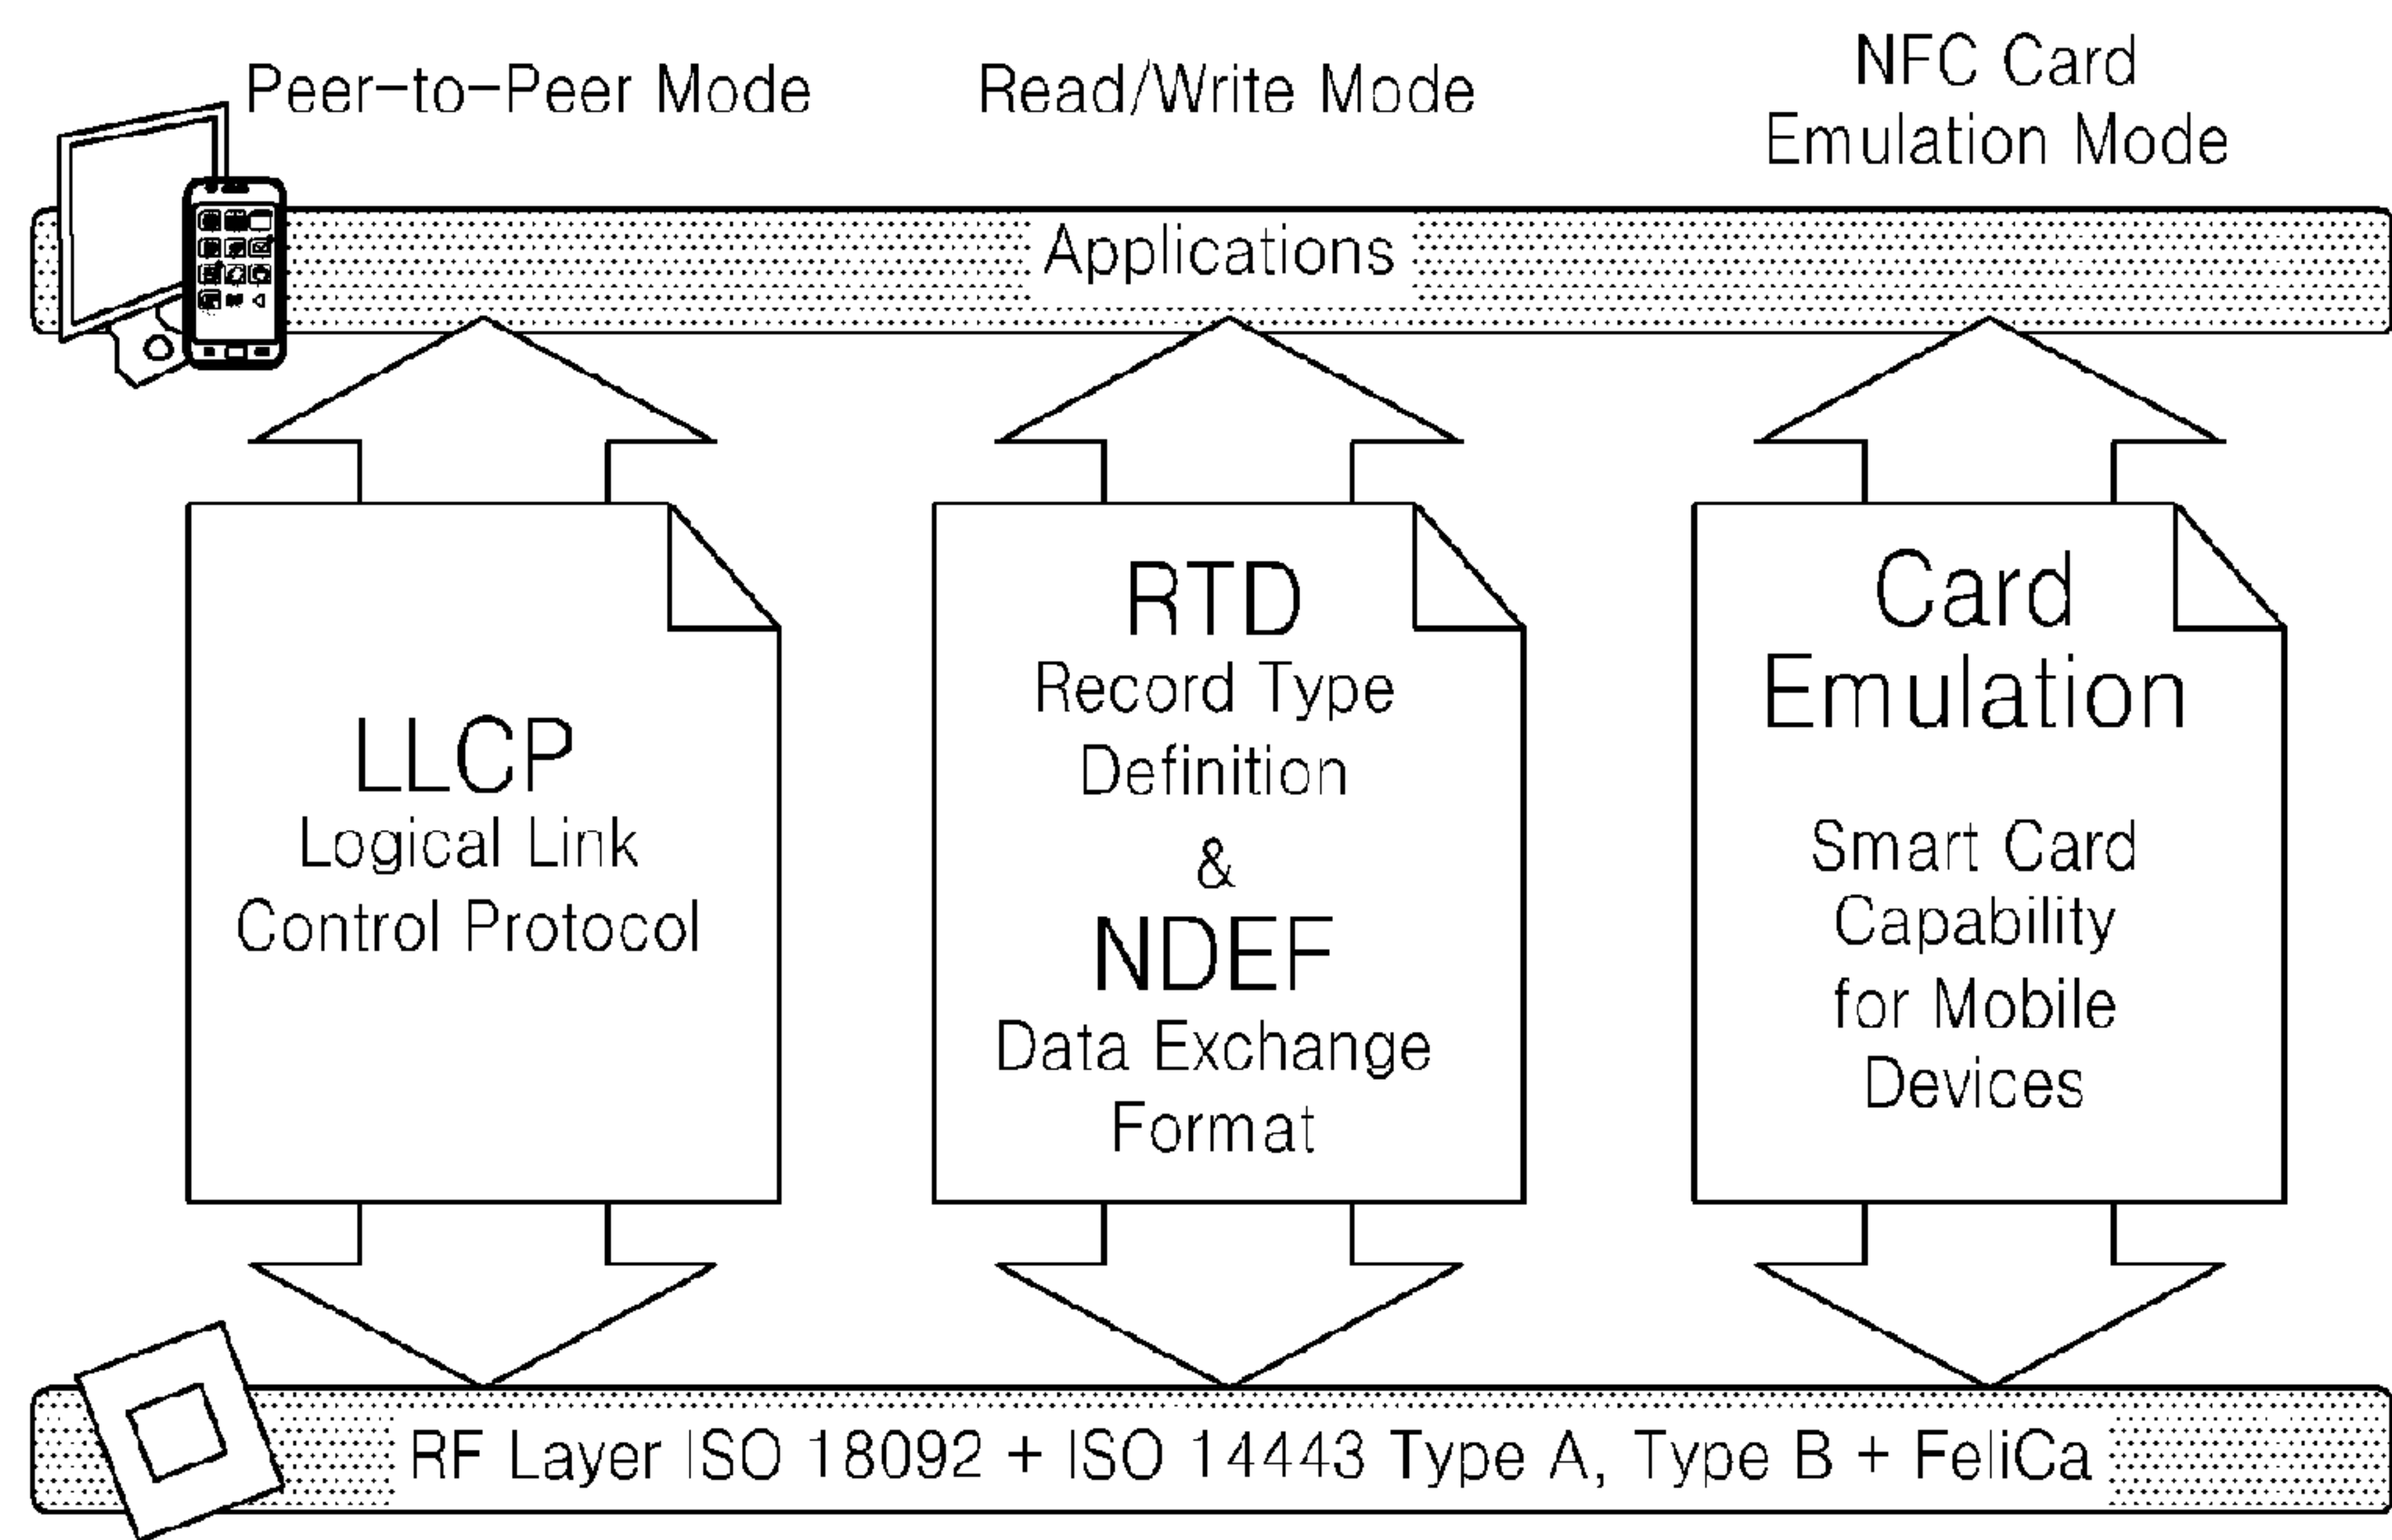 Peer-to-Peer Mode
Read/Write Mode
NFC Card
Emulation Mode
Applications
LLCP
Logical Link
Control Protocol
RTD
Record Type
Definition
&
NDEF
Data Exchange
Format
Card
Emulation
Smart Card
Capability
for Mobile
Devices
RF Layer ISO 18092 + ISO 14443 Type A, Type B + FeliCa